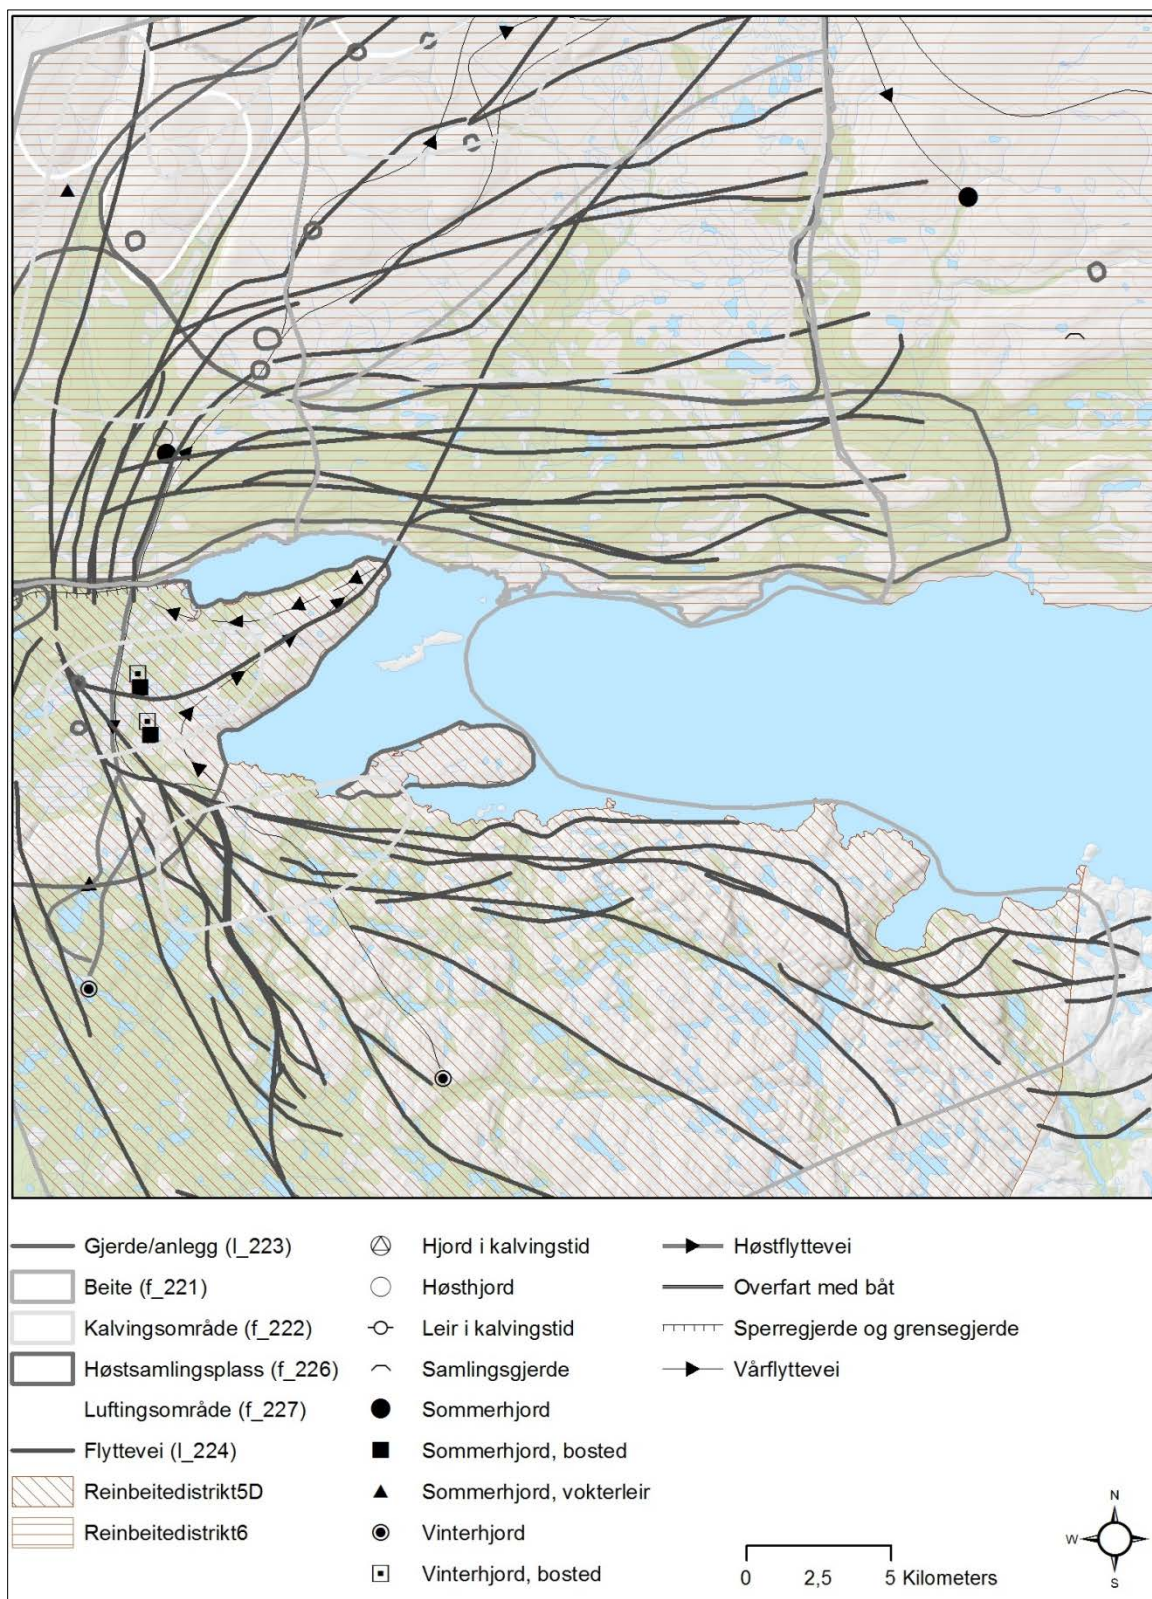 Gjerde/anlegg (l_223)
Beite (f_221)
Kalvingsområde (f_222)
Høstsamlingsplass (f_226)
Luftingsområde (f_227)
Flyttevei (l_224)
Reinbeitedistrikt5D
Reinbeitedistrikt6
Hjord i kalvingstid
Høsthjord
Leir i kalvingstid
Samlingsgjerde
Sommerhjord
Sommerhjord, bosted
Sommerhjord, vokterleir
Vinterhjord
Vinterhjord, bosted
Høstflyttevei
Overfart med båt
Sperregjerde og grensegjerde
Vårflyttevei
0 2,5 5 Kilometers
N
W E
S